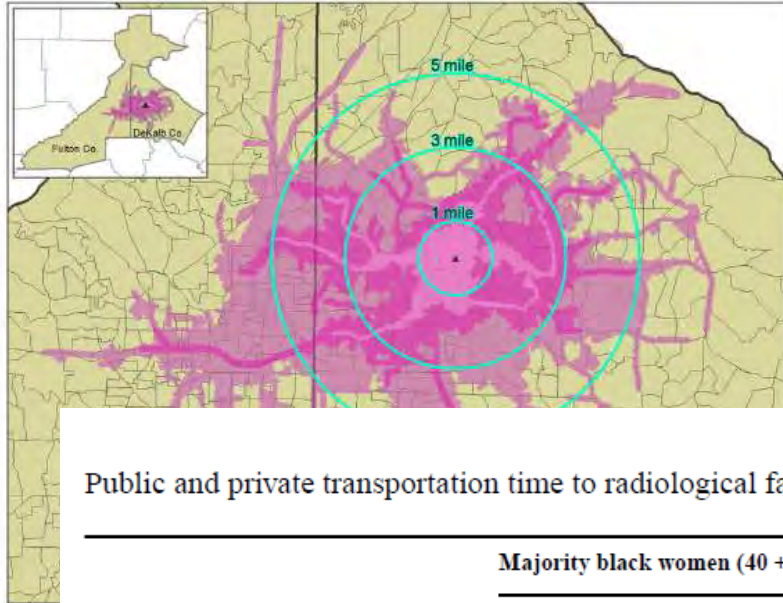 5 mile
3 mile
1 mile
Fulton Co.
DeKalb Co.
Public and private transportation time to radiological
Majority black women (40 +